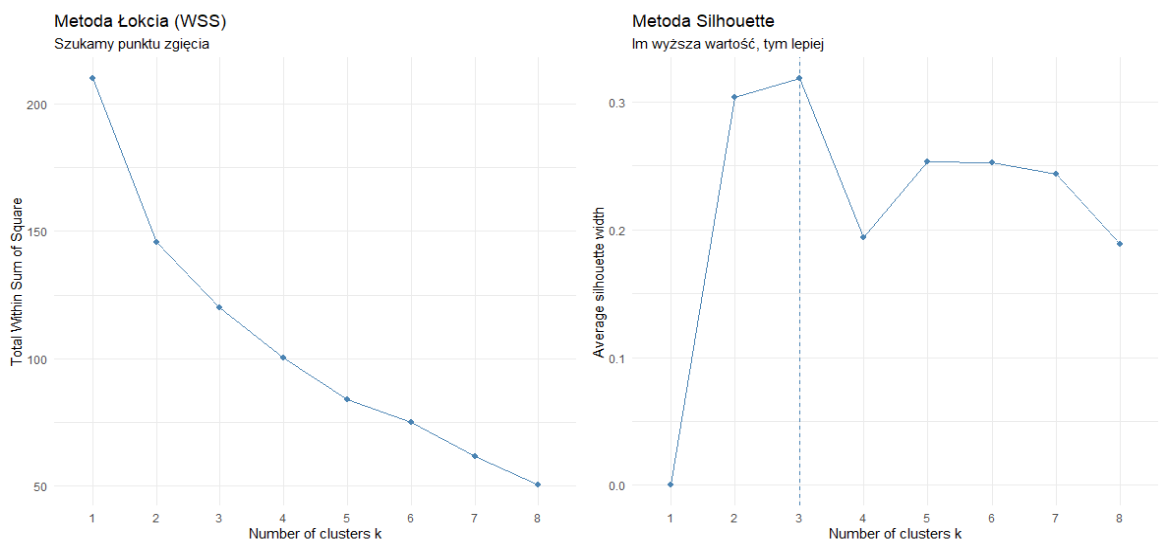 Metoda Łokcia (WSS)
Szukamy punktu zgięcia
200
150
100
50
Total Within Sum of Square
1 2 3 4 5 6 7 8
Number of clusters k
Metoda Silhouette
Im wyższa wartość, tym lepiej
0.3
0.2
0.1
0.0
Average silhouette width
1 2 3 4 5 6 7 8
Number of clusters k